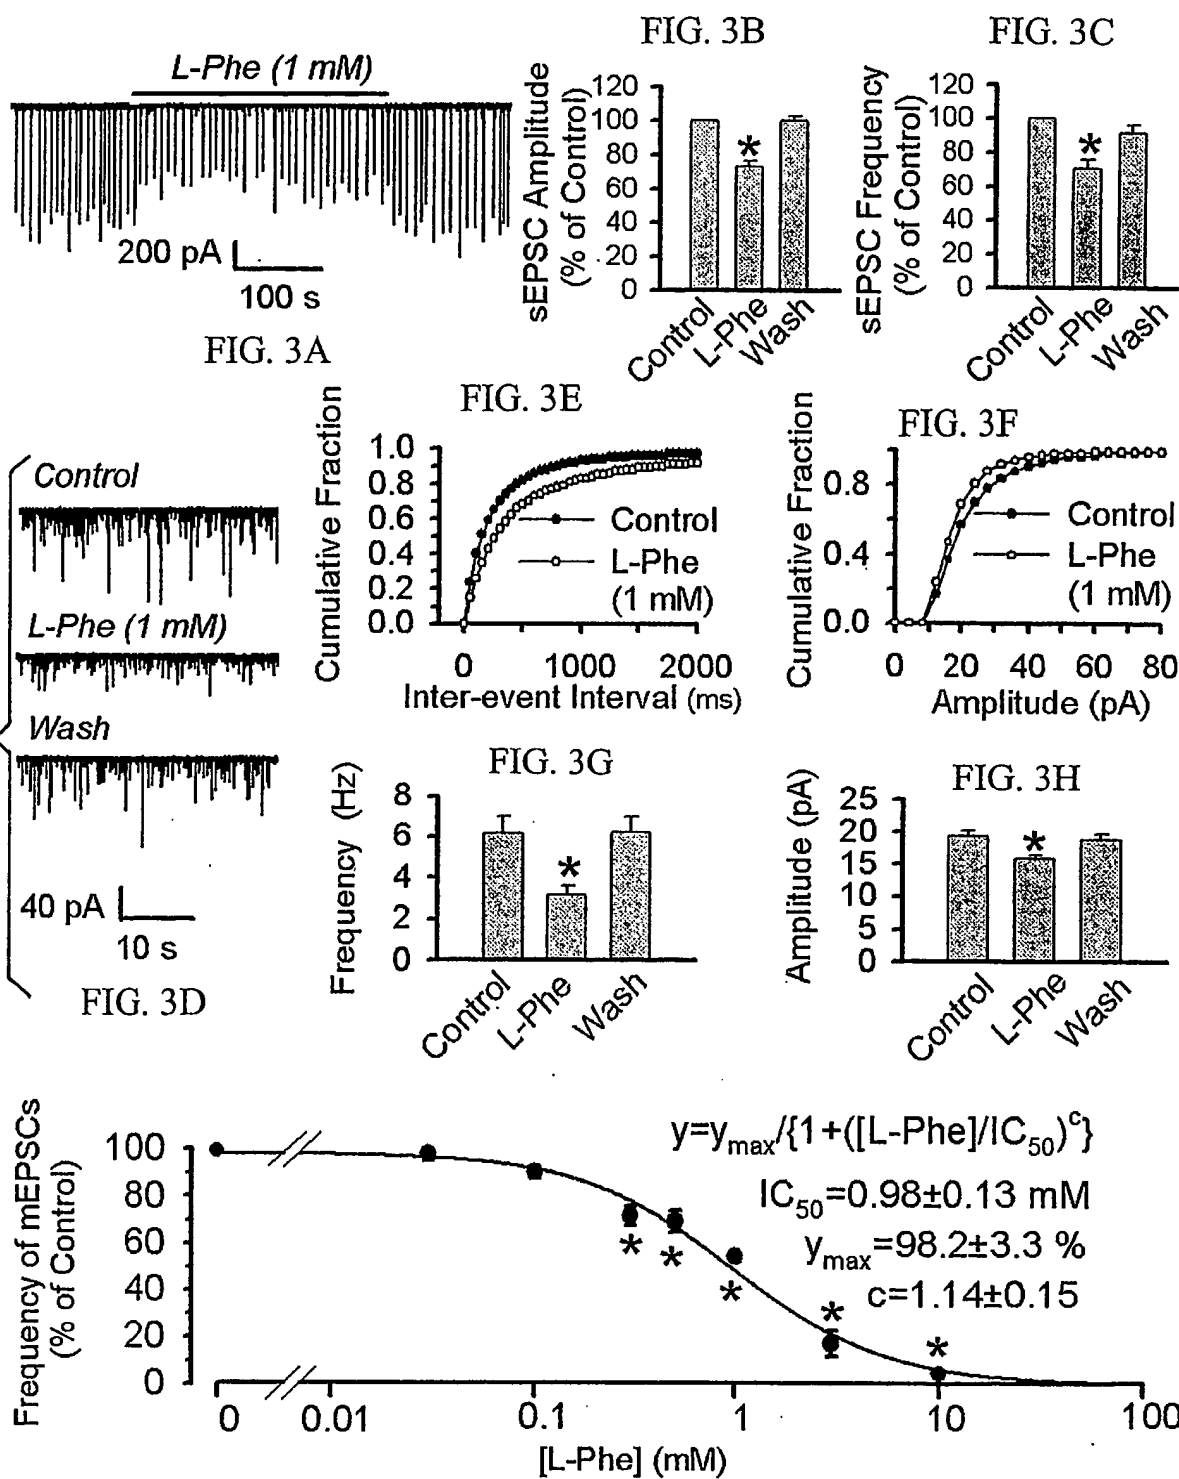 FIG. 3B
FIG. 3C
L-Phe (1 mM)
200 pA
100 s
FIG. 3A
sEPSC Amplitude
(% of Control)
120
100
80
60
40
20
0
Control
L-Phe
Wash
*
sEPSC Frequency
(% of Control)
120
100
80
60
40
20
0
Control
L-Phe
Wash
*
Control
L-Phe (1 mM)
Wash
40 pA
10 s
FIG. 3D
FIG. 3E
Cumulative Fraction
1.0
0.8
0.6
0.4
0.2
0.0
Control
L-Phe
(1 mM)
0
1000
2000
Inter-event Interval (ms)
FIG. 3F
Cumulative Fraction
0.8
0.4
0.0
Control
L-Phe
(1 mM)
0
20
40
60
80
Amplitude (pA)
FIG. 3G
Frequency (Hz)
8
6
4
2
0
*
Control
L-Phe
Wash
FIG. 3H
Amplitude (pA)
25
20
15
10
5
0
*
Control
L-Phe
Wash
Frequency of mEPSCs
(% of Control)
100
80
60
40
20
0
y=ymax/{1+([L-Phe]/IC50)^c}
IC50=0.98±0.13 mM
ymax=98.2±3.3 %
c=1.14±0.15
* * * * *
0
0.01
0.1
1
10
100
[L-Phe] (mM)